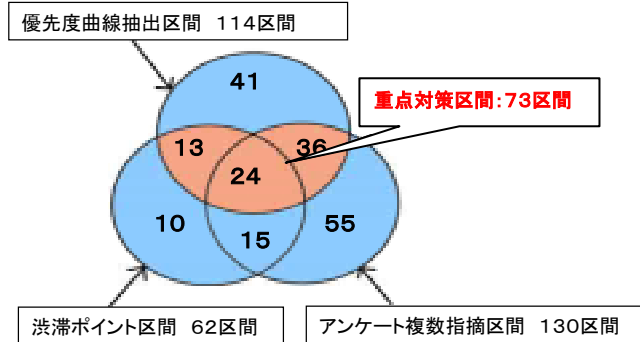 優先度曲線抽出区間 114区間
41
重点対策区間:73区間
13
36
24
10
15
55
渋滞ポイント区間 62区間
アンケート複数指摘区間 130区間